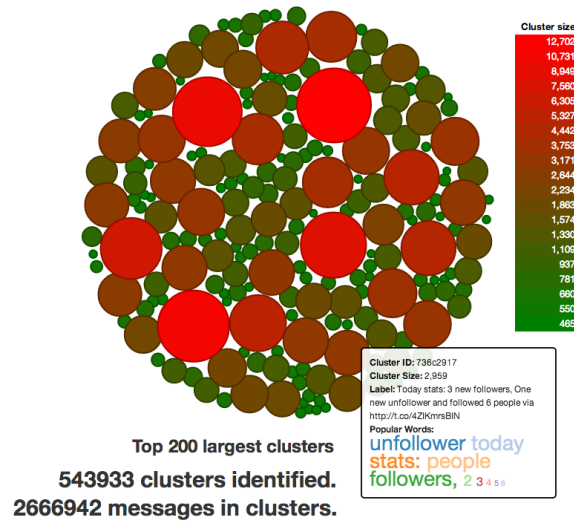 Cluster size
12,702
10,731
8,949
7,560
6,305
5,327
4,442
3,753
3,171
2,644
2,234
1,863
1,574
1,330
1,109
937
781
660
550
465
Cluster ID: 736c2917
Cluster Size: 2,959
Label: Today stats: 3 new followers, One
new unfollower and followed 6 people via
http://t.co/4ZIKmrsBIN
Popular Words:
unfollower today
stats: people
followers, 2 3 4 5 6
Top 200 largest clusters
543933 clusters identified.
2666942 messages in clusters.